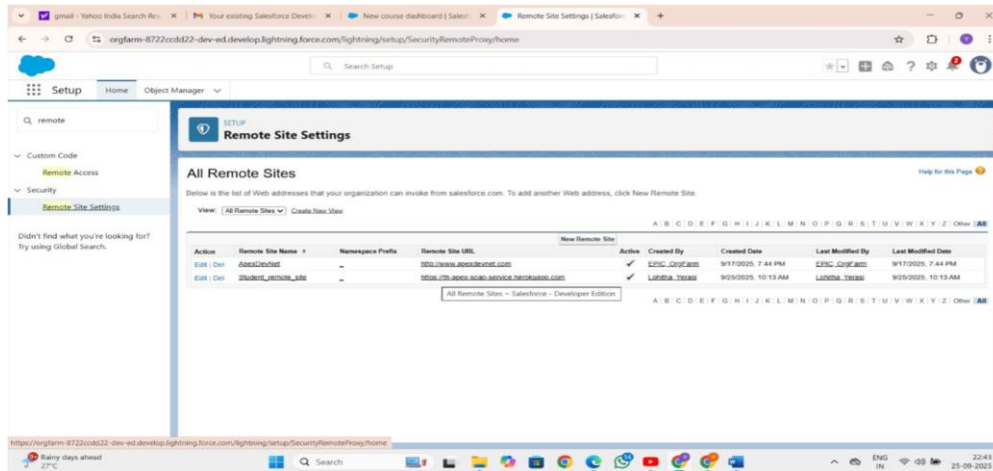 gmail - Yahoo India Search Res
Your existing Salesforce Develo
New course dashboard | Salesf
Remote Site Settings | Salesforc
orgfarm-8722ccdd22-dev-ed.develop.lightning.force.com/lightning/setup/SecurityRemoteProxy/home
Search Setup
2
Setup Home Object Manager
remote
SETUP
Remote Site Settings
Custom Code
Remote Access
Security
Remote Site Settings
Didn't find what you're looking for?
Try using Global Search.
All Remote Sites
Help for this Page
Below is the list of Web addresses that your organization can invoke from salesforce.com. To add another Web address, click New Remote Site.
View: All Remote Sites Create New View
A | B | C | D | E | F | G | H | I | J | K | L | M | N | O | P | Q | R | S | T | U | V | W | X | Y | Z | Other | All
New Remote Site
Action Remote Site Name ↑ Namespace Prefix Remote Site URL Active Created By Created Date Last Modified By Last Modified Date
Edit | Del ApexDevNet http://www.apexdevnet.com ✓ EPIC_OrgFarm 9/17/2025, 7:44 PM EPIC_OrgFarm 9/17/2025, 7:44 PM
Edit | Del Student_remote_site https://th-apex-soap-service.herokuapp.com ✓ Lohitha_Yerasi 9/25/2025, 10:13 AM Lohitha_Yerasi 9/25/2025, 10:13 AM
All Remote Sites ~ Salesforce - Developer Edition
A | B | C | D | E | F | G | H | I | J | K | L | M | N | O | P | Q | R | S | T | U | V | W | X | Y | Z | Other | All
https://orgfarm-8722ccdd22-dev-ed.develop.lightning.force.com/lightning/setup/SecurityRemoteProxy/home
Rainy days ahead
27°C
Search
ENG
IN
22:43
25-09-2025